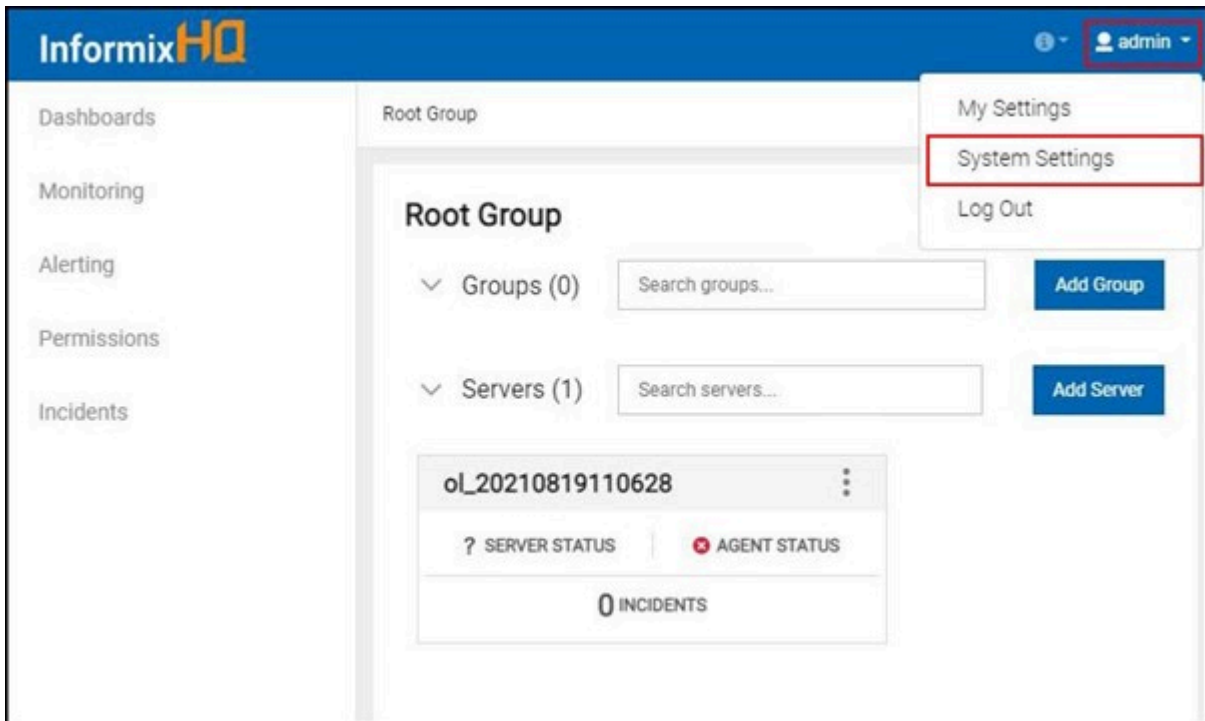 InformixHQ
admin
My Settings
System Settings
Log Out
Dashboards
Monitoring
Alerting
Permissions
Incidents
Root Group
Root Group
Groups (0)
Search groups...
Add Group
Servers (1)
Search servers...
Add Server
ol_20210819110628
? SERVER STATUS
AGENT STATUS
0 INCIDENTS